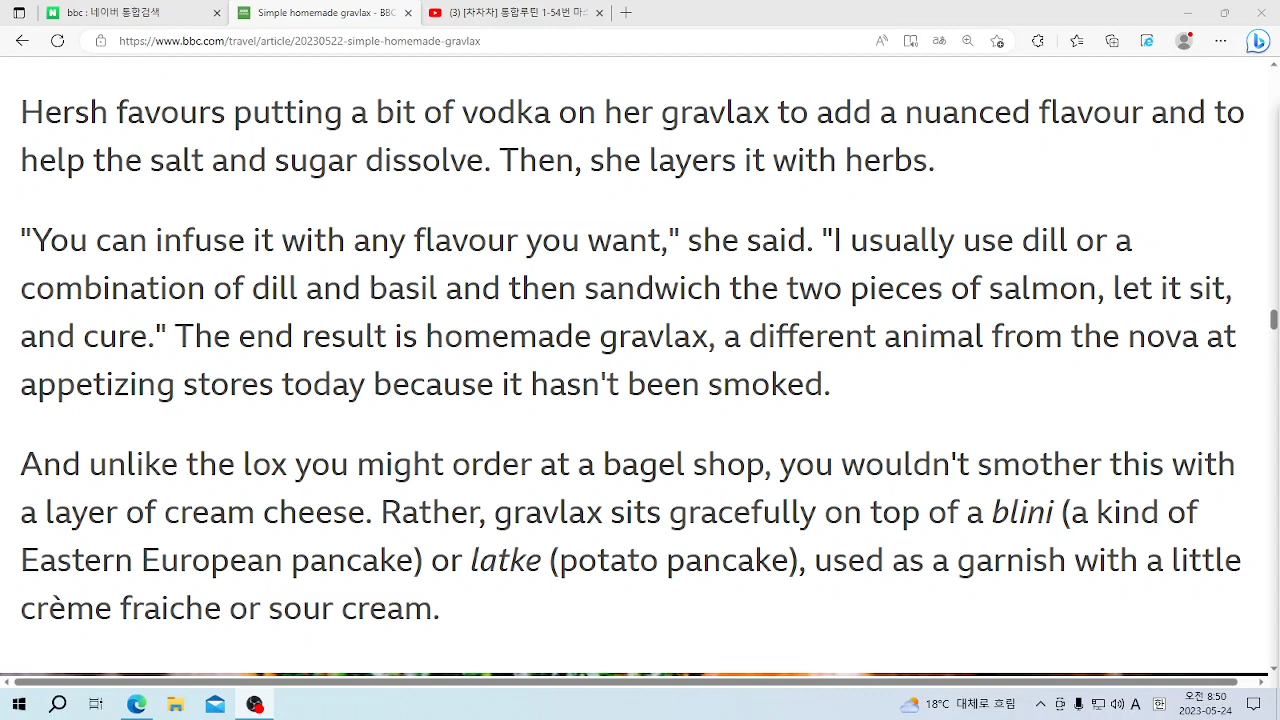 bbc : 네이버 통합검색
Simple homemade gravlax - BBC
(3) [차차차] 통합루틴 1-54번 마스
https://www.bbc.com/travel/article/20230522-simple-homemade-gravlax
Hersh favours putting a bit of vodka on her gravlax to add a nuanced flavour and to
help the salt and sugar dissolve. Then, she layers it with herbs.
"You can infuse it with any flavour you want," she said. "I usually use dill or a
combination of dill and basil and then sandwich the two pieces of salmon, let it sit,
and cure." The end result is homemade gravlax, a different animal from the nova at
appetizing stores today because it hasn't been smoked.
And unlike the lox you might order at a bagel shop, you wouldn't smother this with
a layer of cream cheese. Rather, gravlax sits gracefully on top of a blini (a kind of
Eastern European pancake) or latke (potato pancake), used as a garnish with a little
crème fraiche or sour cream.
18°C 대체로 흐림
A
오전 8:50
2023-05-24